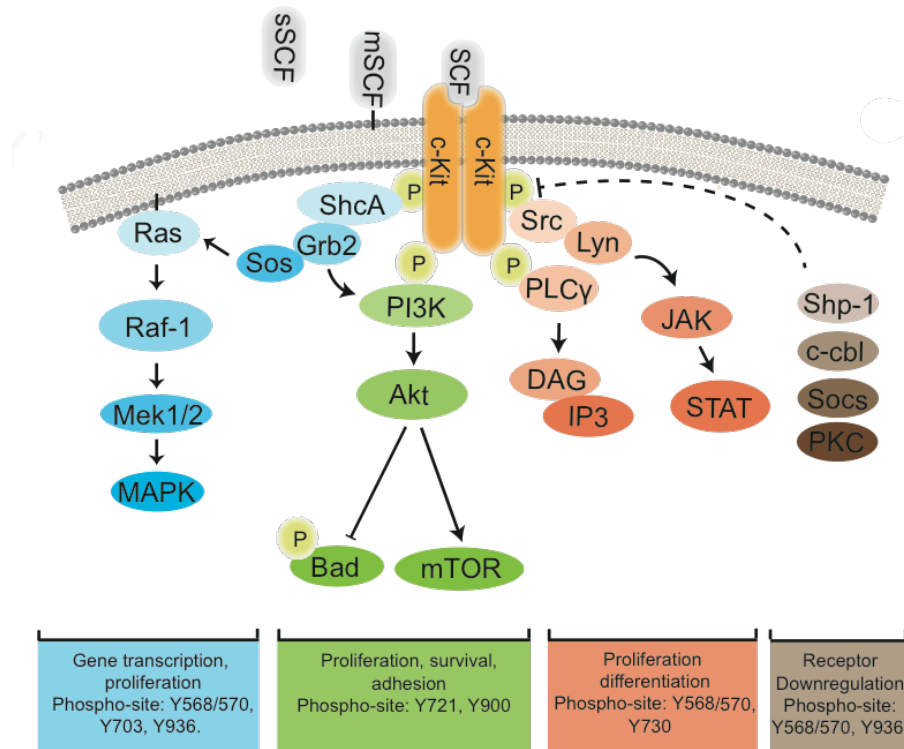 sSCF
mSCF
SCF
c-Kit
c-Kit
P
P
ShcA
Src
Ras
Grb2
Lyn
Sos
P
P
PI3K
PLCγ
Shp-1
Raf-1
JAK
c-cbl
Akt
DAG
Mek1/2
IP3
STAT
Socs
PKC
MAPK
P
Bad
mTOR
Gene transcription,
proliferation
Phospho-site: Y568/570,
Y703, Y936.
Proliferation, survival,
adhesion
Phospho-site: Y721, Y900
Proliferation
differentiation
Phospho-site: Y568/570,
Y730
Receptor
Downregulation
Phospho-site:
Y568/570, Y936